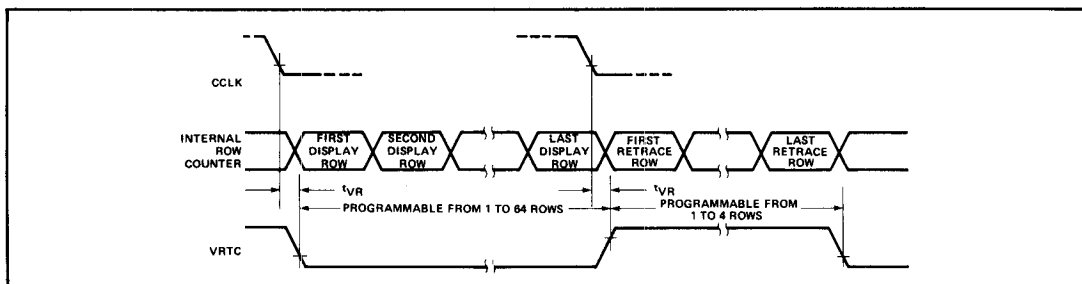 CCLK
INTERNAL
ROW
COUNTER
FIRST
DISPLAY
ROW
SECOND
DISPLAY
ROW
LAST
DISPLAY
ROW
FIRST
RETRACE
ROW
LAST
RETRACE
ROW
tVR
tVR
PROGRAMMABLE FROM 1 TO 64 ROWS
PROGRAMMABLE FROM
1 TO 4 ROWS
VRTC